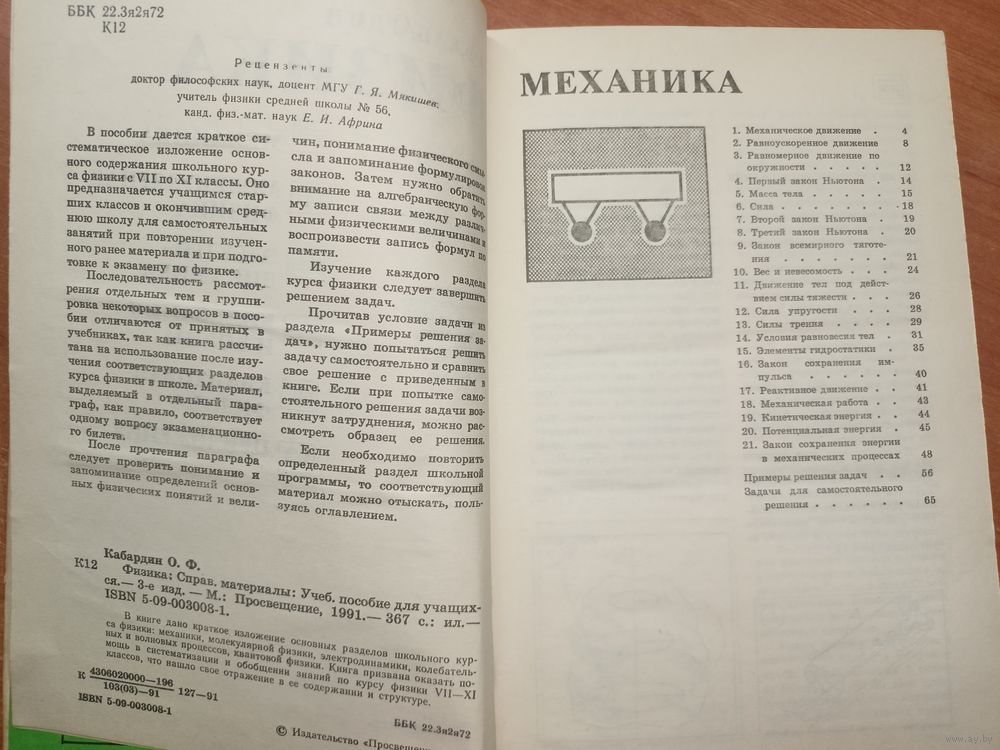 ББК 22.3я2я72
К12
Рецензенты
доктор философских наук, доцент МГУ Г. Я. Мякишев;
учитель физики средней школы № 56,
канд. физ.-мат. наук Е. И. Африна
В пособии дается краткое си-
стематическое изложение основ-
ного содержания школьного кур-
са физики с VII по XI классы. Оно
предназначается учащимся стар-
ших классов и окончившим сред-
нюю школу для самостоятельных
занятий при повторении изучен-
ного ранее материала и при подго-
товке к экзамену по физике.
Последовательность рассмот-
рения отдельных тем и группи-
ровка некоторых вопросов в посо-
бии отличаются от принятых в
учебниках, так как книга рассчи-
тана на использование после изу-
чения соответствующих разделов
курса физики в школе. Материал,
выделяемый в отдельный пара-
граф, как правило, соответствует
одному вопросу экзаменационно-
го билета.
После прочтения параграфа
следует проверить понимание и
запоминание определений основ-
ных физических понятий и вели-
чин, понимание физического смы-
сла и запоминание формулировок
законов. Затем нужно обратить
внимание на алгебраическую фор-
му записи связи между различ-
ными физическими величинами и
воспроизвести запись формул по
памяти.
Изучение каждого раздела
курса физики следует завершить
решением задач.
Прочитав условие задачи из
раздела «Примеры решения за-
дач», нужно попытаться решить
задачу самостоятельно и сравнить
свое решение с приведенным в
книге. Если при попытке само-
стоятельного решения задачи воз-
никнут затруднения, можно рас-
смотреть образец ее решения.
Если необходимо повторить
определенный раздел школьной
программы, то соответствующий
материал можно отыскать, поль-
зуясь оглавлением.
Кабардин О. Ф.
К12 Физика: Справ. материалы: Учеб. пособие для учащих-
ся.— 3-е изд. — М.: Просвещение, 1991.— 367 с.: ил.—
ISBN 5-09-003008-1.
В книге дано краткое изложение основных разделов школьного кур-
са физики: механики, молекулярной физики, электродинамики, колебатель-
ных и волновых процессов, квантовой физики. Книга призвана оказать по-
мощь в систематизации и обобщении знаний по курсу физики VII—XI
классов, что нашло свое отражение в ее содержании и структуре.
К 4306020000—196
103(03)—91 127—91
ББК 22.3я2я72
ISBN 5-09-003008-1
© Издательство «Просвещен
МЕХАНИКА
1. Механическое движение . 4
2. Равноускоренное движение 8
3. Равномерное движение по
окружности . . . . . 12
4. Первый закон Ньютона . 14
5. Масса тела . . . . . 15
6. Сила . . . . . . . 18
7. Второй закон Ньютона . 19
8. Третий закон Ньютона . 20
9. Закон всемирного тяготе-
ния . . . . . . . 21
10. Вес и невесомость . . . 24
11. Движение тел под дейст-
вием силы тяжести . . . 26
12. Сила упругости . . . 28
13. Силы трения . . . . 29
14. Условия равновесия тел . 31
15. Элементы гидростатики . 35
16. Закон сохранения им-
пульса . . . . . . 40
17. Реактивное движение . . 41
18. Механическая работа . . 43
19. Кинетическая энергия . . 44
20. Потенциальная энергия . 45
21. Закон сохранения энергии
в механических процессах 48
Примеры решения задач . . 56
Задачи для самостоятельного
решения . . . . . . 65
www.ay.by